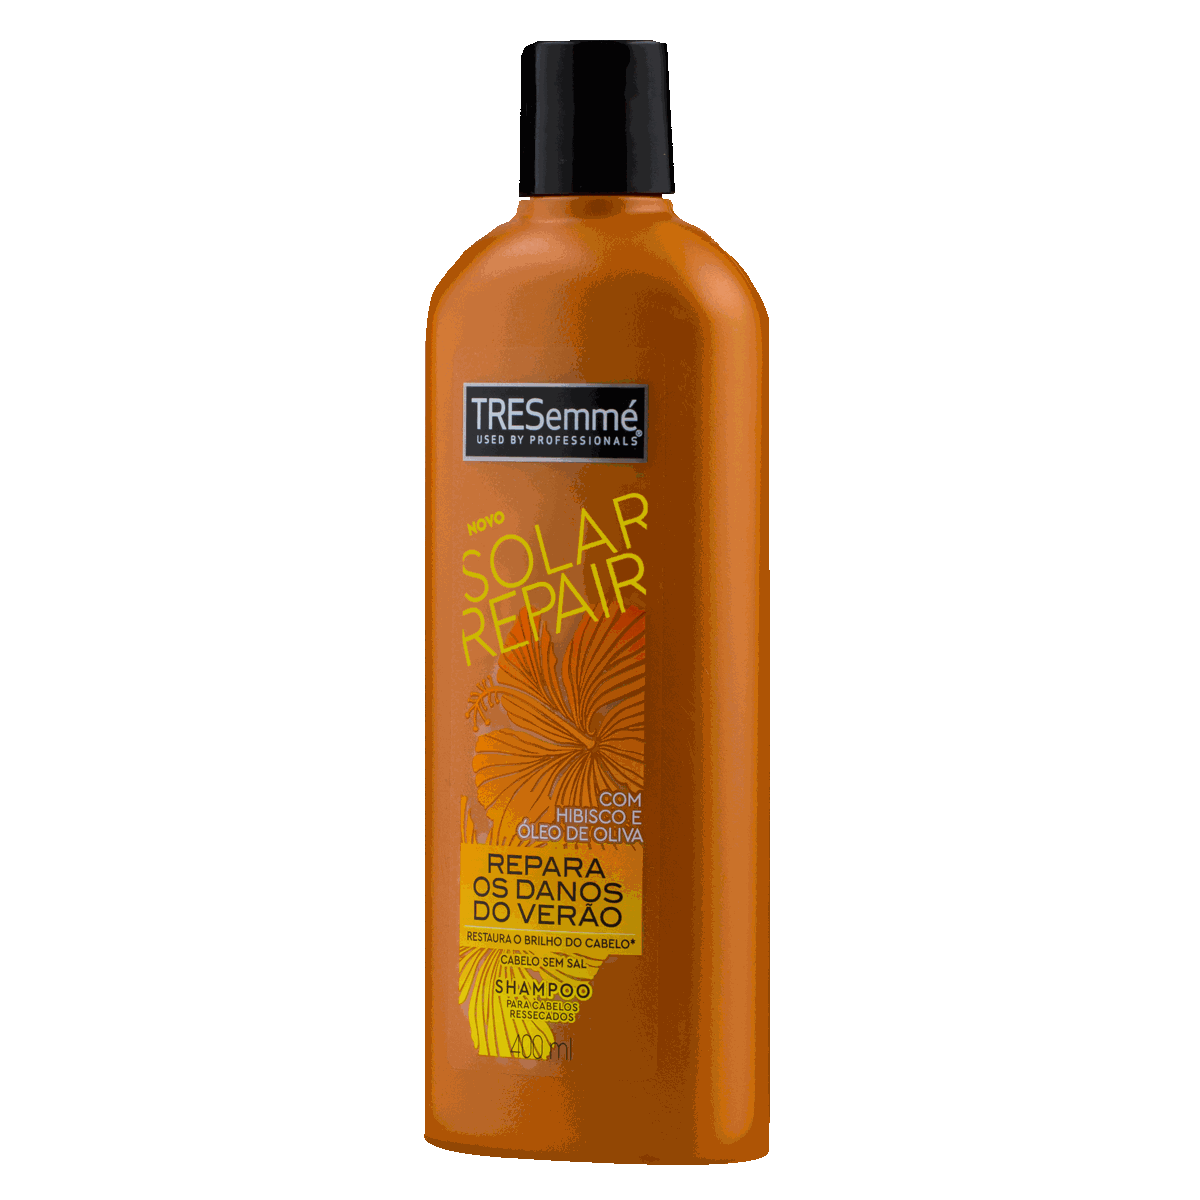 TRESemmé®
USED BY PROFESSIONALS
NOVO
SOLAR
REPAIR
COM
HIBISCO E
ÓLEO DE OLIVA
REPARA
OS DANOS
DO VERÃO
RESTAURA O BRILHO DO CABELO*
CABELO SEM SAL
SHAMPOO
PARA CABELOS
RESSECADOS
400 ml